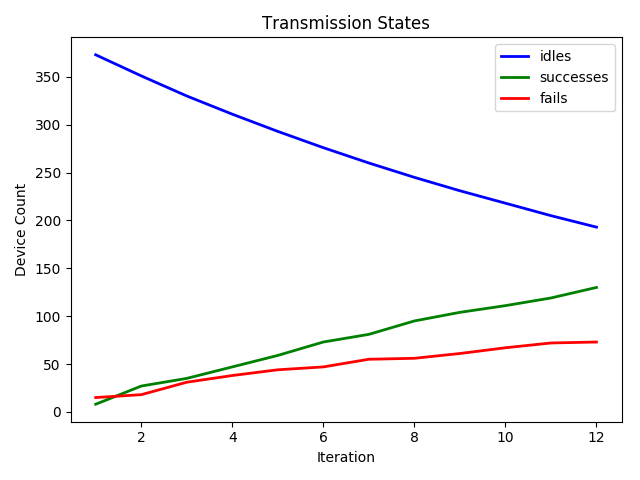 Transmission States
idles
successes
fails
Device Count
350
300
250
200
150
100
50
0
2 4 6 8 10 12
Iteration